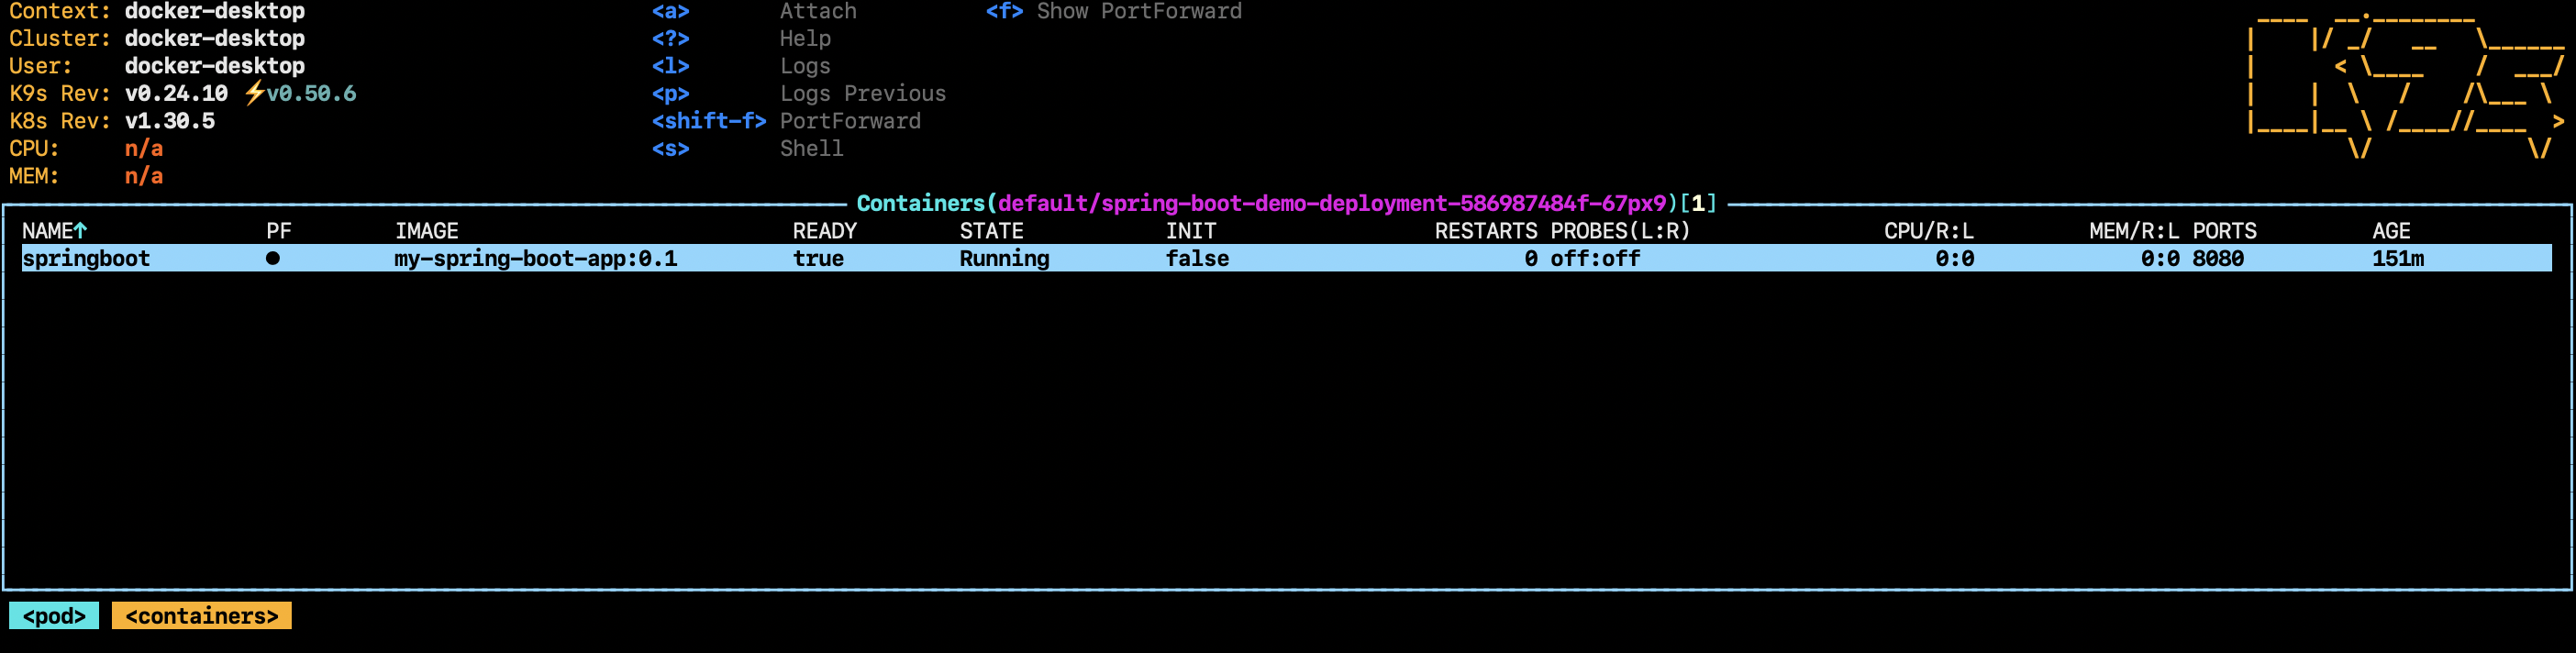 Context: docker-desktop <a> Attach <f> Show PortForward
Cluster: docker-desktop <?> Help
User: docker-desktop <l> Logs
K9s Rev: v0.24.10 ⚡v0.50.6 <p> Logs Previous
K8s Rev: v1.30.5 <shift-f> PortForward
CPU: n/a <s> Shell
MEM: n/a
Containers(default/spring-boot-demo-deployment-586987484f-67px9)[1]
NAME↑ PF IMAGE READY STATE INIT RESTARTS PROBES(L:R) CPU/R:L MEM/R:L PORTS AGE
springboot ● my-spring-boot-app:0.1 true Running false 0 off:off 0:0 0:0 8080 151m
<pod> <containers>